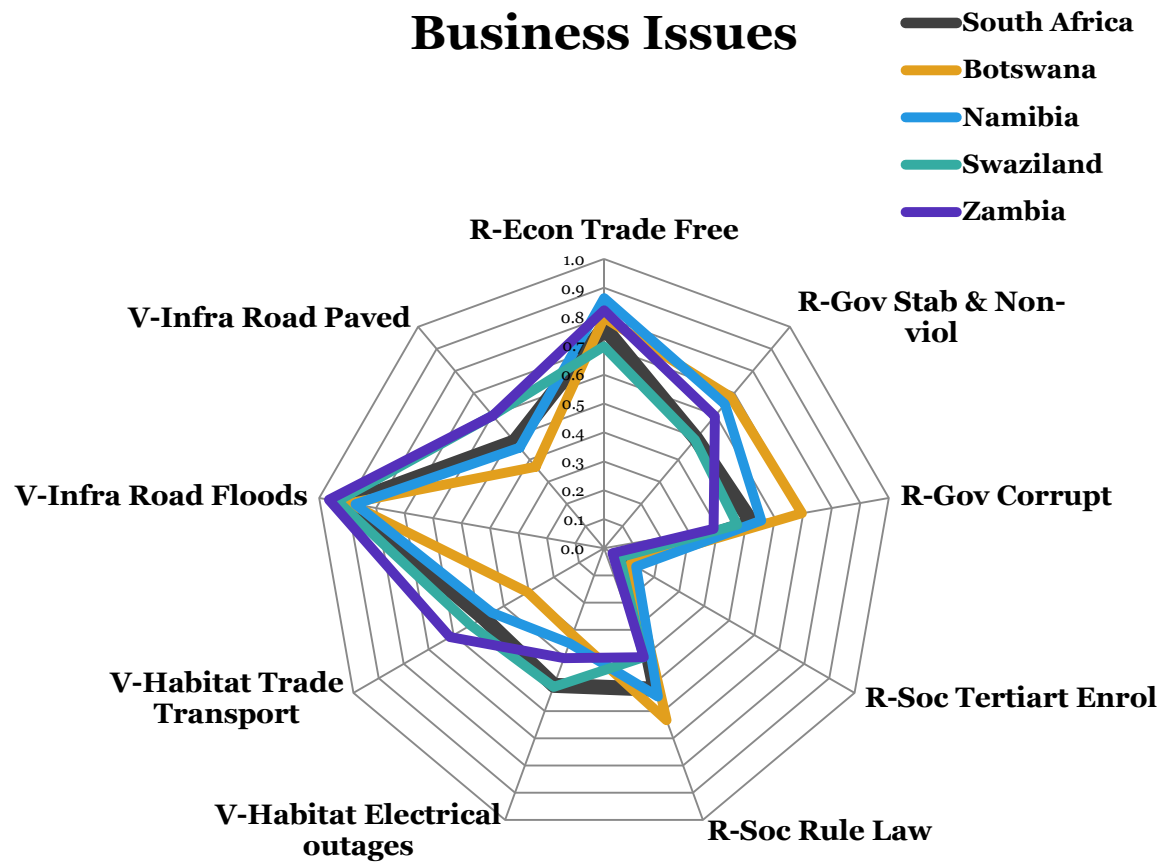 Business Issues
South Africa
Botswana
Namibia
Swaziland
Zambia
R-Econ Trade Free
1.0
0.9
0.8
0.7
0.6
0.5
0.4
0.3
0.2
0.1
0.0
R-Gov Stab & Non-
viol
R-Gov Corrupt
R-Soc Tertiart Enrol
R-Soc Rule Law
V-Habitat Electrical
outages
V-Habitat Trade
Transport
V-Infra Road Floods
V-Infra Road Paved